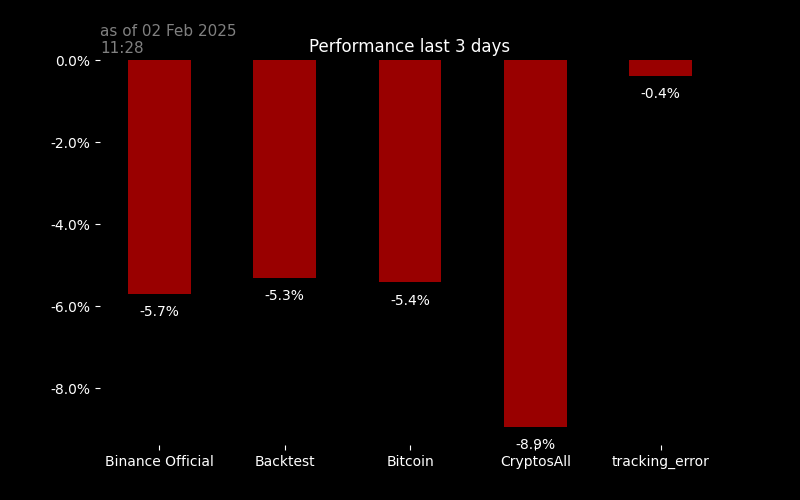 as of 02 Feb 2025
11:28
Performance last 3 days
0.0%
-2.0%
-4.0%
-6.0%
-8.0%
-5.7%
-5.3%
-5.4%
-8.9%
-0.4%
Binance Official
Backtest
Bitcoin
CryptosAll
tracking_error